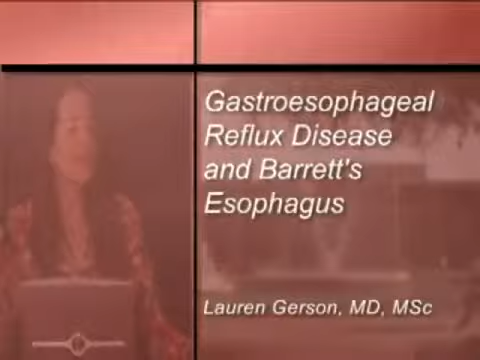 Gastroesophageal
Reflux Disease
and Barrett's
Esophagus
Lauren Gerson, MD, MSc